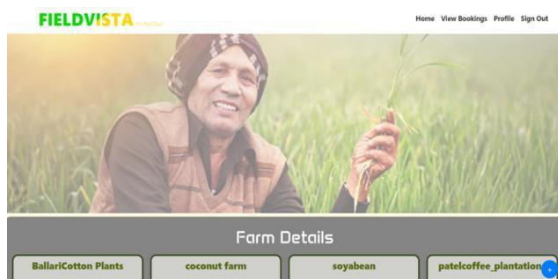 FIELDVISTA
Home View Bookings Profile Sign Out
Farm Details
BallariCotton Plants
coconut farm
soyabean
patelcoffee_plantation